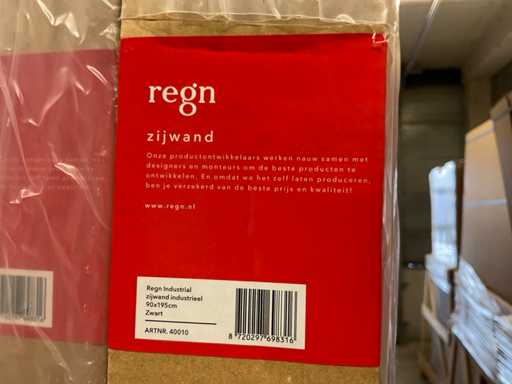 regn
zijwand
Onze productontwikkelaars werken nauw samen met
designers en monteurs om de beste producten te
ontwikkelen. En omdat we het zelf laten produceren,
ben je verzekerd van de beste prijs en kwaliteit!
www.regn.nl
Regn Industrial
zijwand industrieel
90x195cm
Zwart
ARTNR. 40010
8 720297 698316